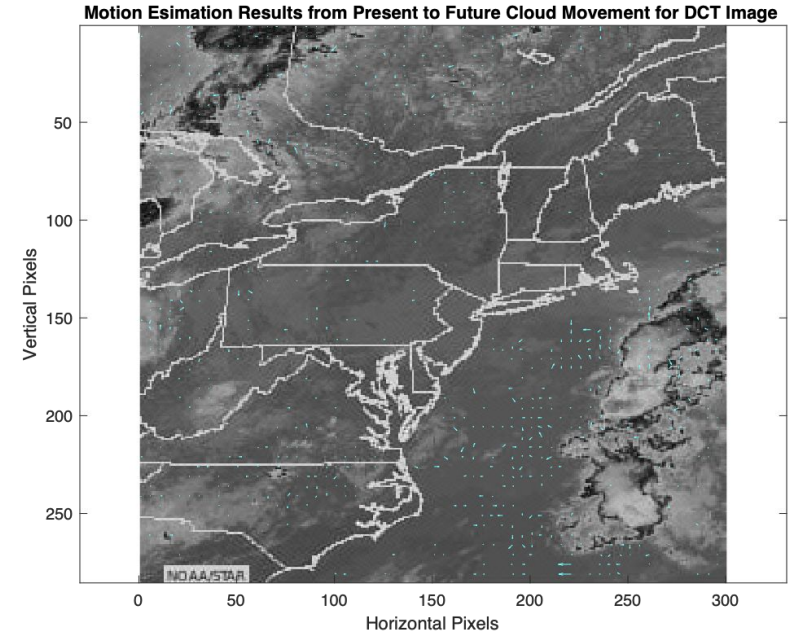 Motion Esimation Results from Present to Future Cloud Movement for DCT Image
50
100
150
200
250
Vertical Pixels
NOAA/STAR
0 50 100 150 200 250 300
Horizontal Pixels